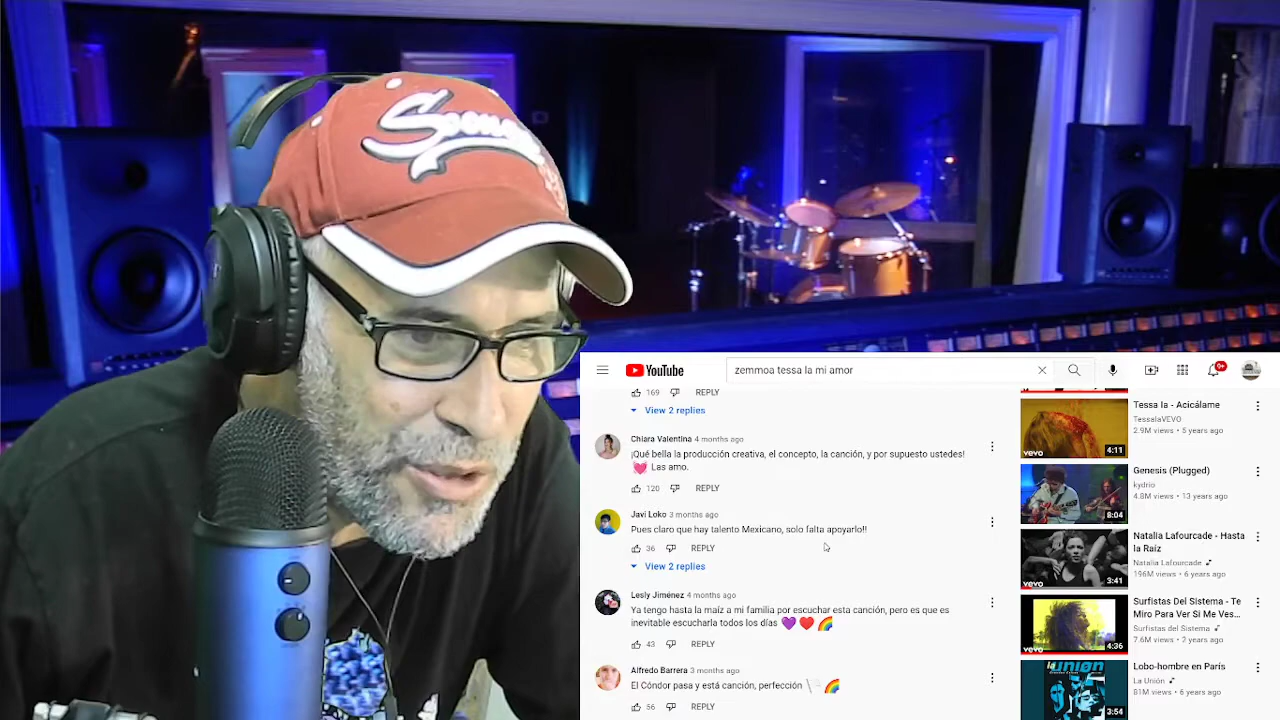 YouTube
zemmoa tessa la mi amor
9+
169
REPLY
View 2 replies
Chiara Valentina 4 months ago
¡Qué bella la producción creativa, el concepto, la canción, y por supuesto ustedes!
Las amo.
120
REPLY
Javi Loko 3 months ago
Pues claro que hay talento Mexicano, solo falta apoyarlo!!
36
REPLY
View 2 replies
Lesly Jiménez 4 months ago
Ya tengo hasta la maíz a mi familia por escuchar esta canción, pero es que es
inevitable escucharla todos los días 💜 ❤️ 🌈
43
REPLY
Alfredo Barrera 3 months ago
El Cóndor pasa y está canción, perfección 🏳️ 🌈
56
REPLY
Tessa Ia - Acicálame
TessaIaVEVO
2.9M views • 5 years ago
vevo
4:11
Genesis (Plugged)
kydrio
4.8M views • 13 years ago
8:04
Natalia Lafourcade - Hasta
la Raíz
Natalia Lafourcade
196M views • 6 years ago
vevo
3:41
Surfistas Del Sistema - Te
Miro Para Ver Si Me Ves...
Surfistas del Sistema
7.6M views • 2 years ago
vevo
4:36
Lobo-hombre en París
La Unión
81M views • 6 years ago
la unión
3:54